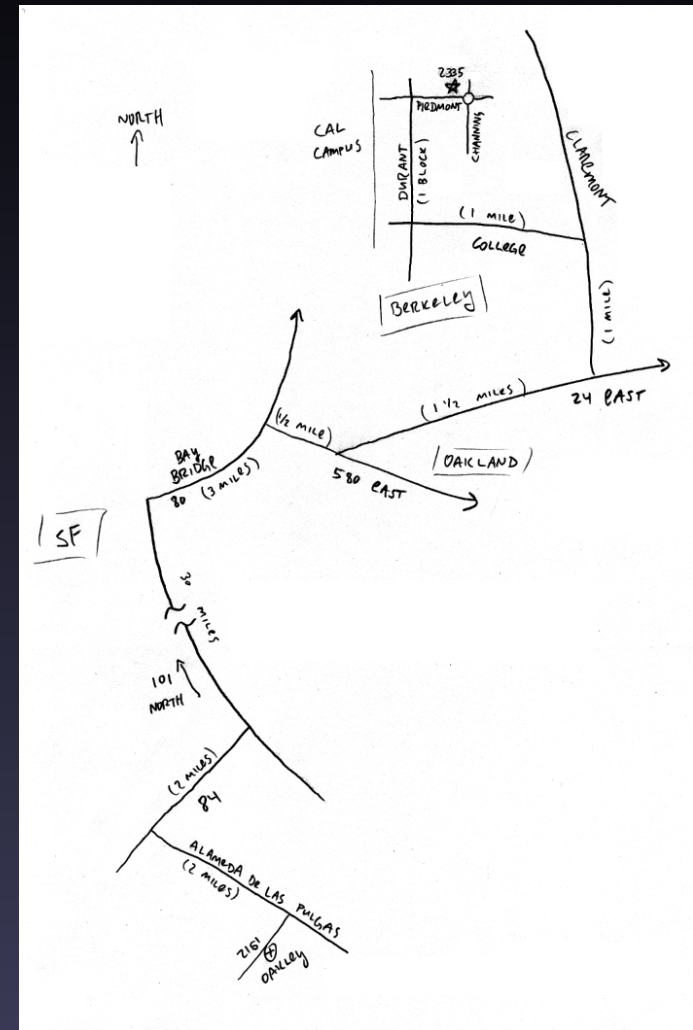 2335
NORTH
PIEDMONT
CAL
CAMPUS
CHANNING
DURANT
(1 BLOCK)
CLAREMONT
(1 MILE)
COLLEGE
BERKELEY
(1 MILE)
(1 1/2 MILES)
24 EAST
(1/2 MILE)
BAY
BRIDGE
80 (3 MILES)
OAKLAND
580 EAST
SF
30
MILES
101
NORTH
(2 MILES)
84
ALAMEDA DE LAS PULGAS
(2 MILES)
2151
OAKLEY